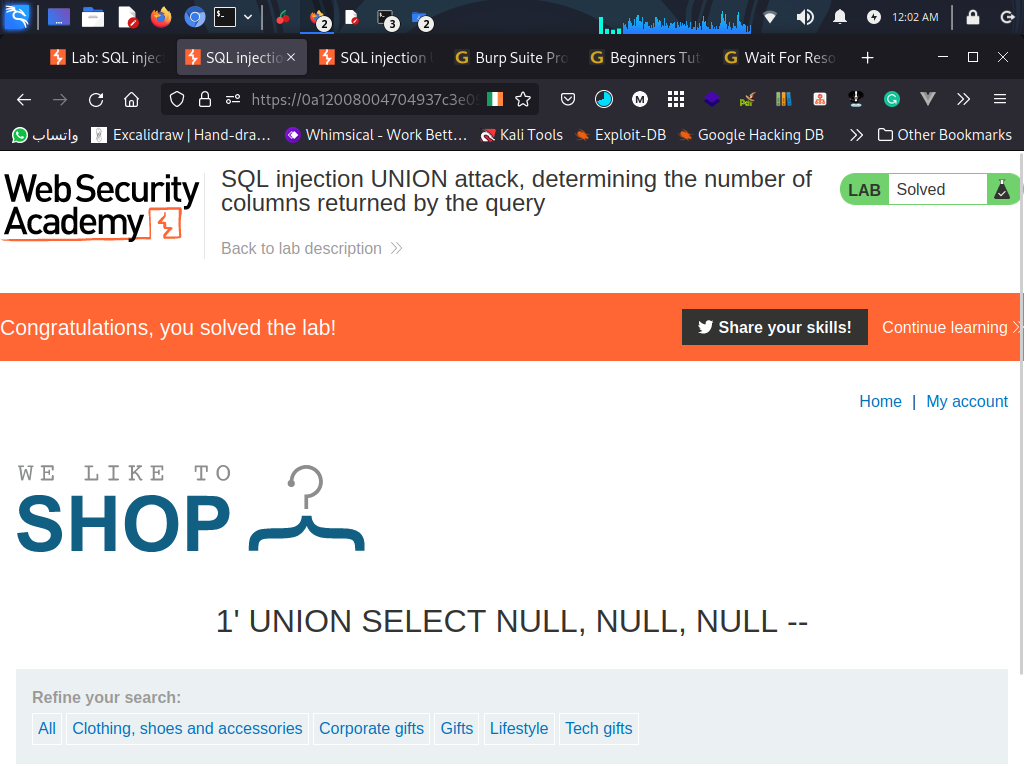 12:02 AM
Lab: SQL injec
SQL injectio
SQL injection
Burp Suite Pro
Beginners Tut
Wait For Reso
https://0a12008004704937c3e0
واتساب
Excalidraw | Hand-dra…
Whimsical - Work Bett…
Kali Tools
Exploit-DB
Google Hacking DB
Other Bookmarks
Web Security
Academy
SQL injection UNION attack, determining the number of
columns returned by the query
Back to lab description
LAB Solved
Congratulations, you solved the lab!
Share your skills!
Continue learning
Home | My account
WE LIKE TO
SHOP
1' UNION SELECT NULL, NULL, NULL --
Refine your search:
All
Clothing, shoes and accessories
Corporate gifts
Gifts
Lifestyle
Tech gifts